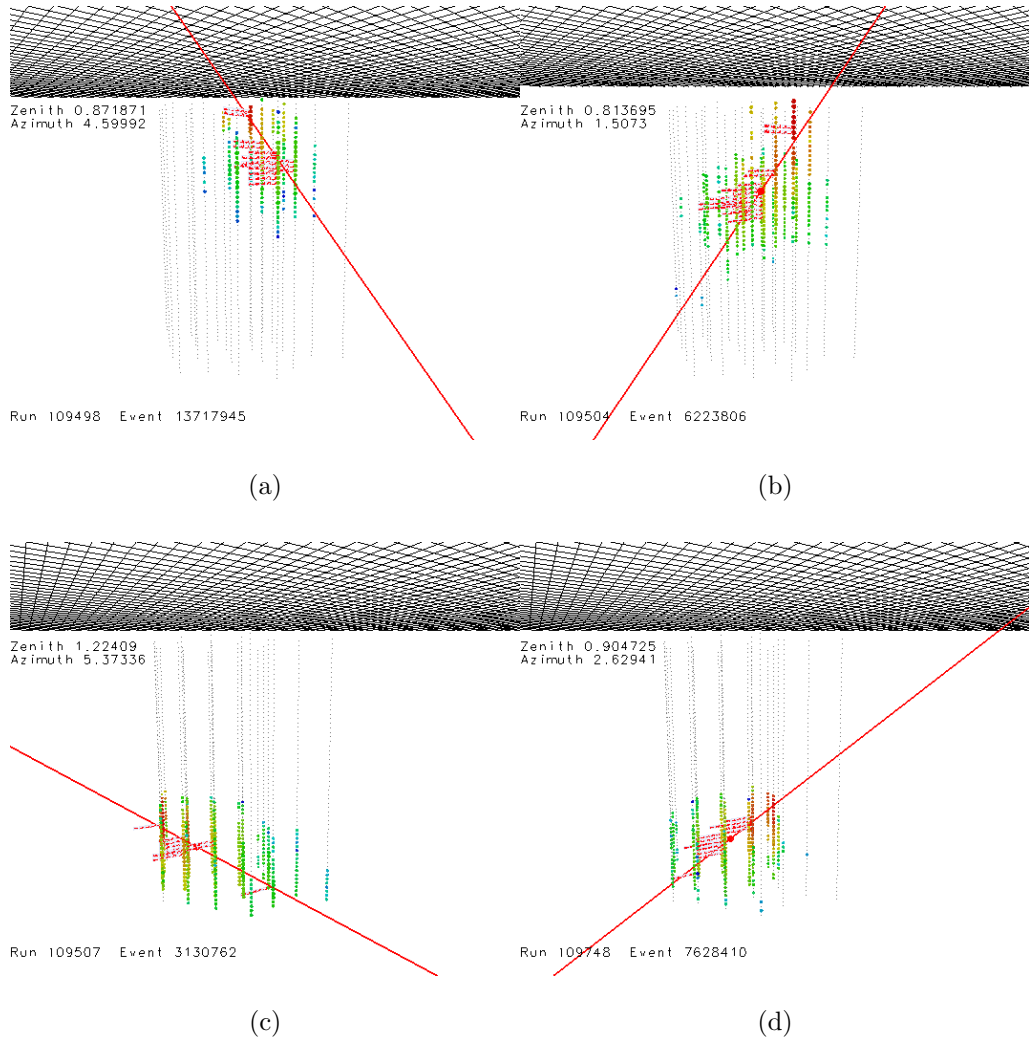 Zenith 0.871871
Azimuth 4.59992
Run 109498 Event 13717945
(a)
Zenith 0.813695
Azimuth 1.5073
Run 109504 Event 6223806
(b)
Zenith 1.22409
Azimuth 5.37336
Run 109507 Event 3130762
(c)
Zenith 0.904725
Azimuth 2.62941
Run 109748 Event 7628410
(d)